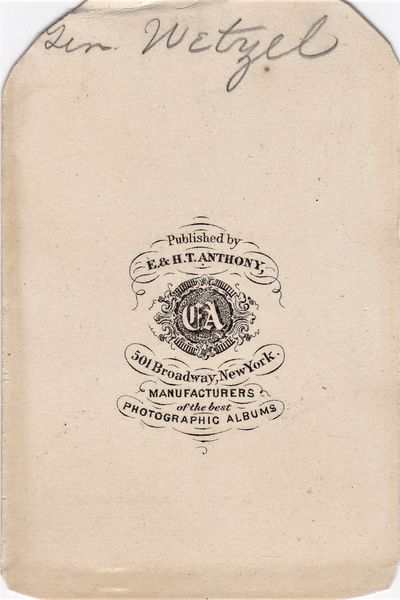 Gen Wetzel
Published by
E. & H. T. ANTHONY,
EA
501 Broadway, New York.
MANUFACTURERS
of the best
PHOTOGRAPHIC ALBUMS